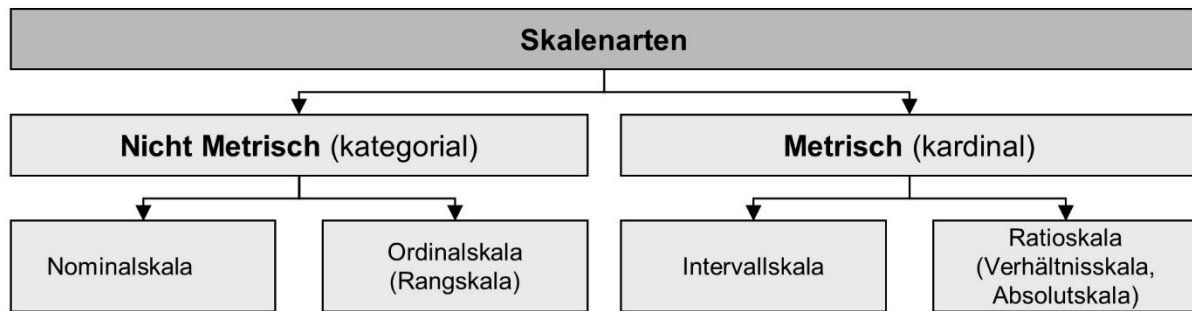 Skalenarten
Nicht Metrisch (kategorial)
Metrisch (kardinal)
Nominalskala
Ordinalskala
(Rangskala)
Intervallskala
Ratioskala
(Verhältnisskala,
Absolutskala)